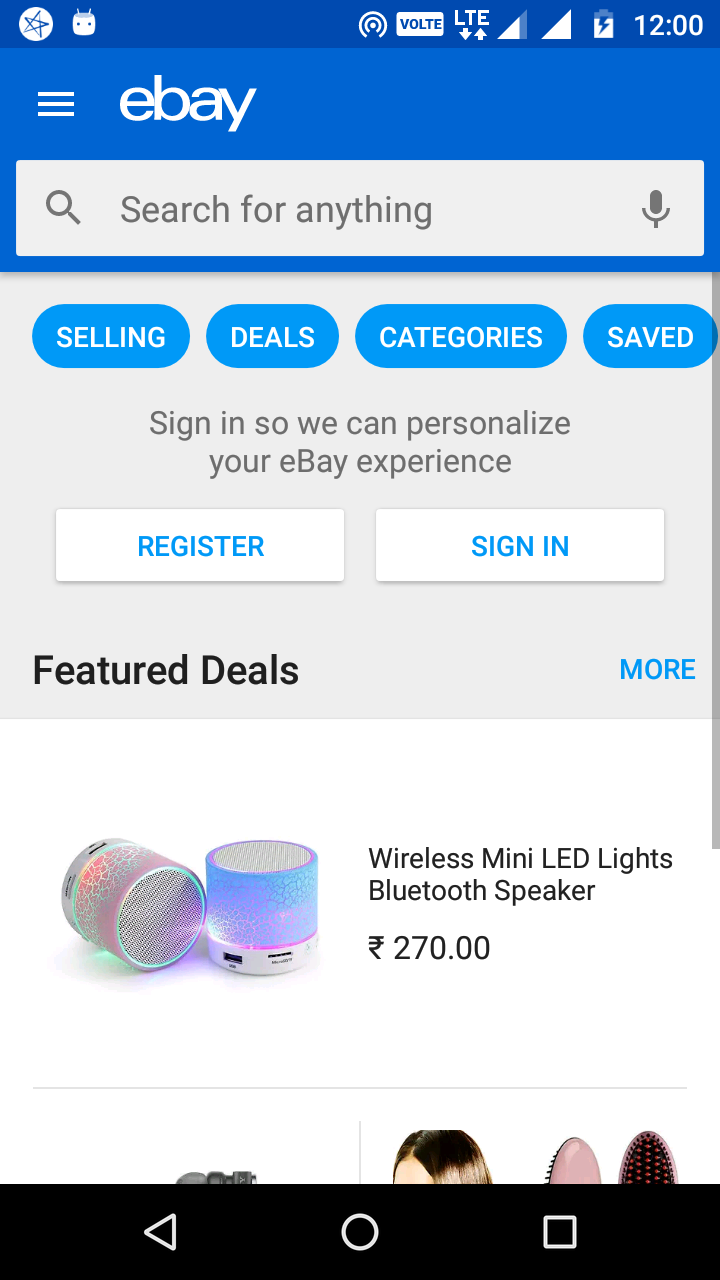 VOLTE LTE 12:00
ebay
Search for anything
SELLING DEALS CATEGORIES SAVED
Sign in so we can personalize
your eBay experience
REGISTER SIGN IN
Featured Deals MORE
Wireless Mini LED Lights
Bluetooth Speaker
₹ 270.00